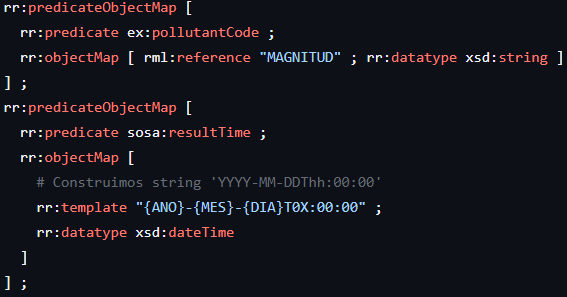 rr:predicateObjectMap [
rr:predicate ex:pollutantCode ;
rr:objectMap [ rml:reference "MAGNITUD" ; rr:datatype xsd:string ]
] ;
rr:predicateObjectMap [
rr:predicate sosa:resultTime ;
rr:objectMap [
# Construimos string 'YYYY-MM-DDThh:00:00'
rr:template "{ANO}-{MES}-{DIA}T0X:00:00" ;
rr:datatype xsd:dateTime
]
] ;